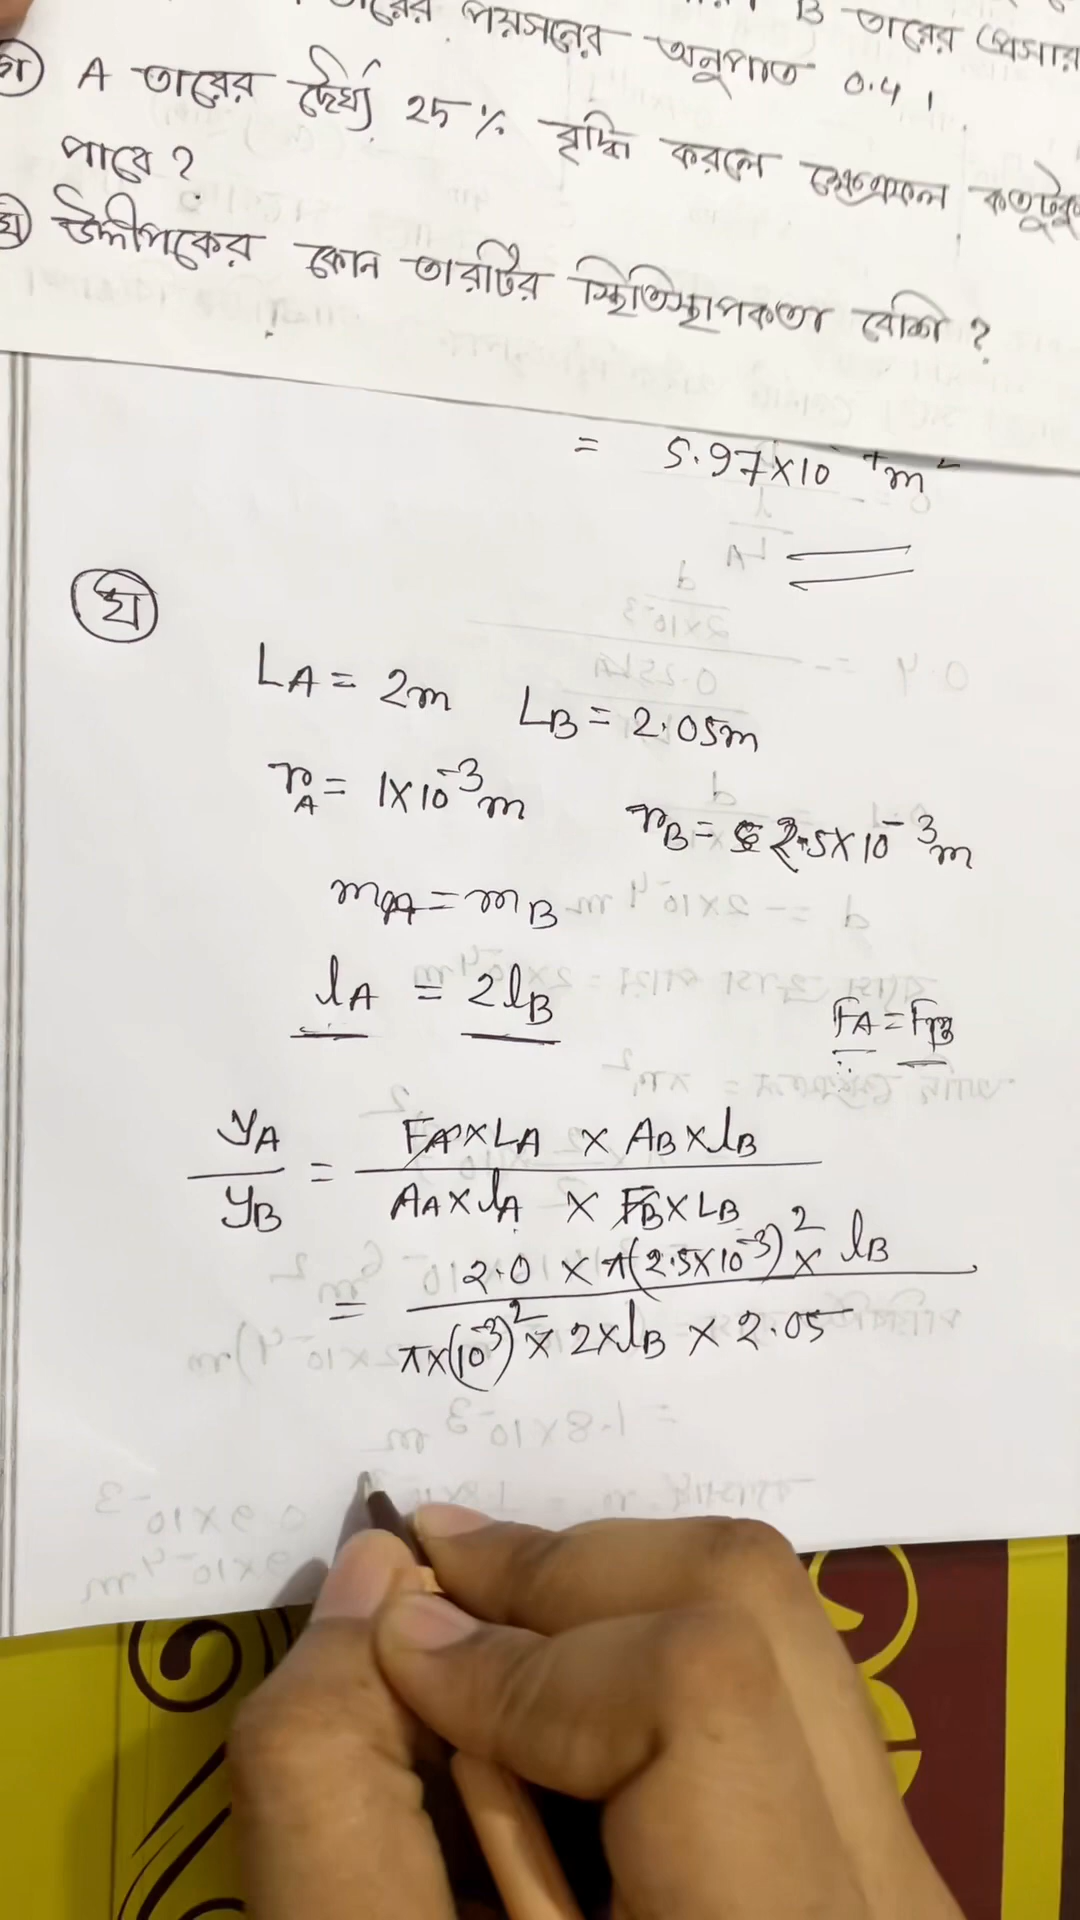 তারের পয়সনের অনুপাত 0.4।
B তারের প্রসার
গ) A তারের দৈর্ঘ্য 25% বৃদ্ধি করলে ক্ষেত্রফল কতটুকু
পাবে?
ঘ) উদ্দীপকের কোন তারটির স্থিতিস্থাপকতা বেশি?
= 5.97×10 m²
ঘ
LA = 2m LB = 2.05m
rA = 1×10⁻³m rB = 2.5×10⁻³m
mA = mB
lA = 2lB
FA = FB
YA/YB = FA×LA × AB×lB / AA×lA × FB×LB
= 2.0 × π(2.5×10⁻³)² × lB / π×(10⁻³)² × 2×lB × 2.05